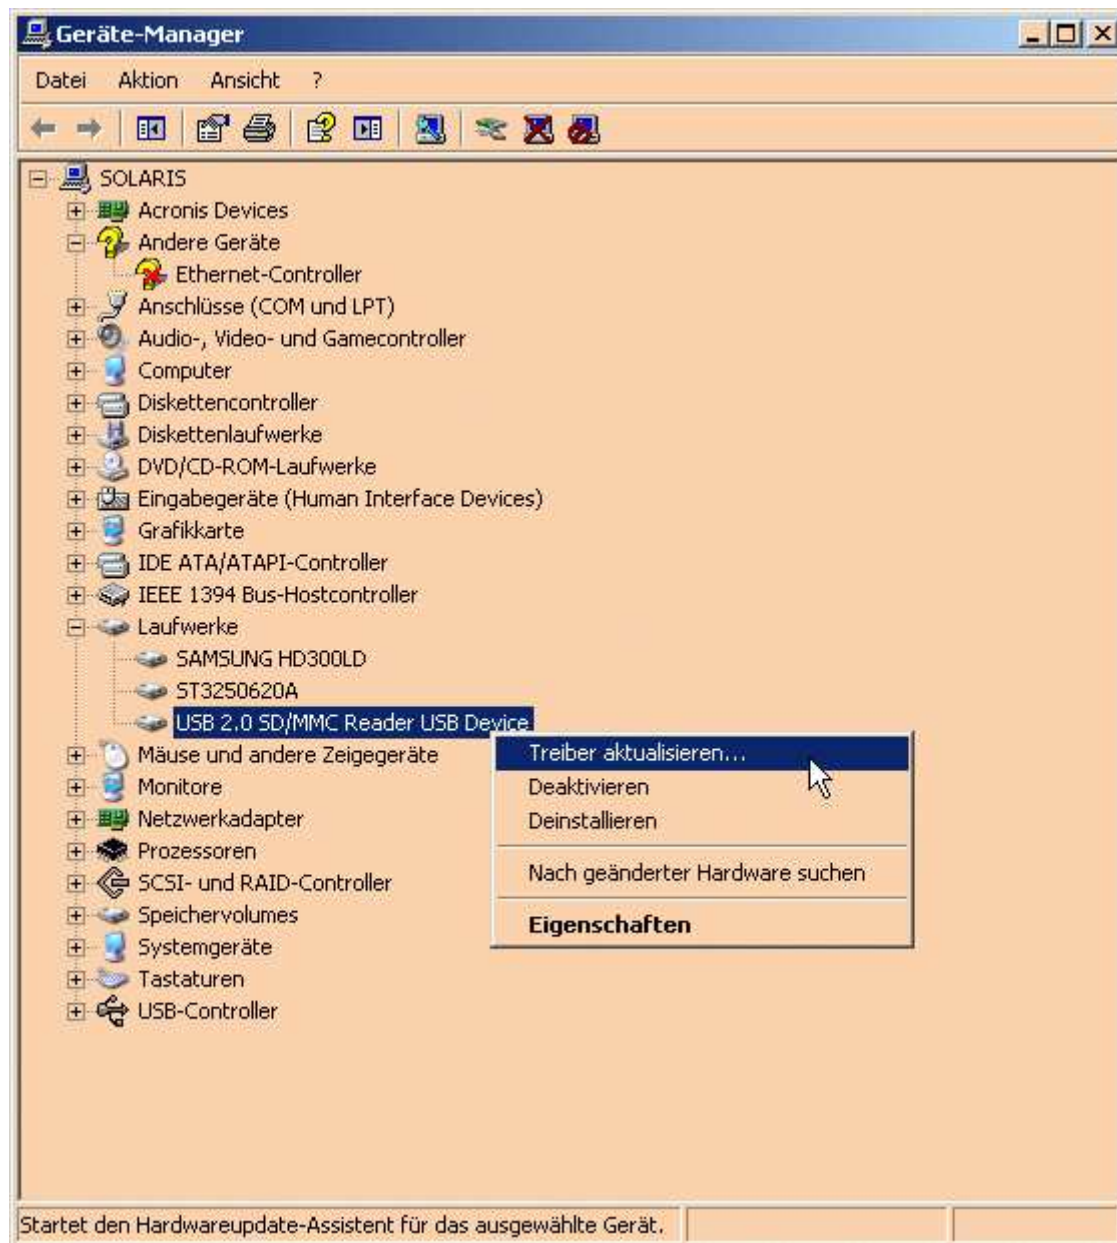 Geräte-Manager
Datei Aktion Ansicht ?
SOLARIS
Acronis Devices
Andere Geräte
Ethernet-Controller
Anschlüsse (COM und LPT)
Audio-, Video- und Gamecontroller
Computer
Diskettencontroller
Diskettenlaufwerke
DVD/CD-ROM-Laufwerke
Eingabegeräte (Human Interface Devices)
Grafikkarte
IDE ATA/ATAPI-Controller
IEEE 1394 Bus-Hostcontroller
Laufwerke
SAMSUNG HD300LD
ST3250620A
USB 2.0 SD/MMC Reader USB Device
Mäuse und andere Zeigegeräte
Monitore
Netzwerkadapter
Prozessoren
SCSI- und RAID-Controller
Speichervolumes
Systemgeräte
Tastaturen
USB-Controller
Treiber aktualisieren...
Deaktivieren
Deinstallieren
Nach geänderter Hardware suchen
Eigenschaften
Startet den Hardwareupdate-Assistent für das ausgewählte Gerät.